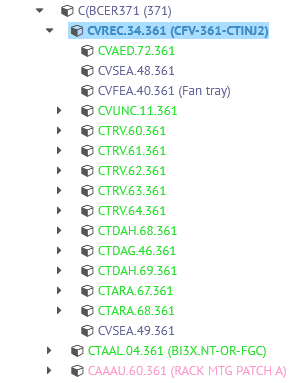 C(BCER371 (371)
CVREC.34.361 (CFV-361-CTINJ2)
CVAED.72.361
CVSEA.48.361
CVFEA.40.361 (Fan tray)
CVUNC.11.361
CTRV.60.361
CTRV.61.361
CTRV.62.361
CTRV.63.361
CTRV.64.361
CTDAH.68.361
CTDAG.46.361
CTDAH.69.361
CTARA.67.361
CTARA.68.361
CVSEA.49.361
CTAAL.04.361 (BI3X.NT-OR-FGC)
CAAAU.60.361 (RACK MTG PATCH A)